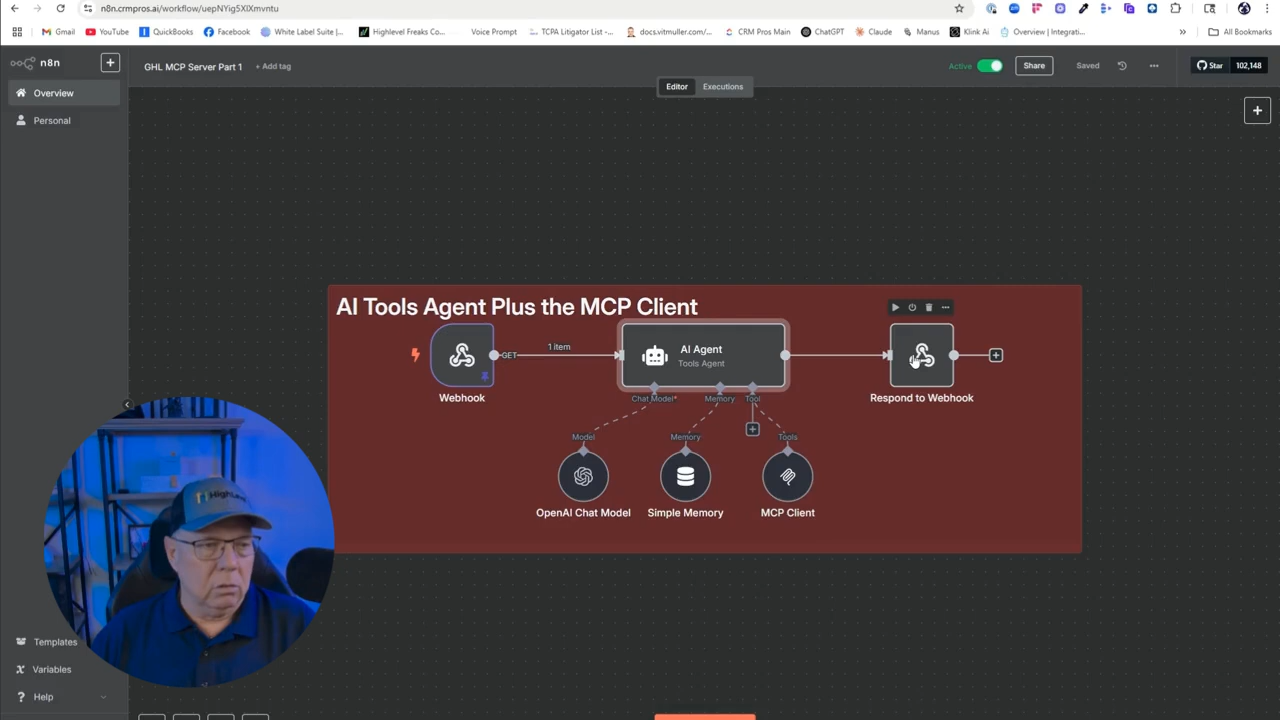 n8n.crmpros.ai/workflow/uepNYig5XlXmvntu
Gmail YouTube QuickBooks Facebook White Label Suite |... Highlevel Freaks Co... Voice Prompt TCPA Litigator List -... docs.vitmuller.com/... CRM Pros Main ChatGPT Claude Manus Klink Ai Overview | Integrati... » All Bookmarks
n8n
GHL MCP Server Part 1 + Add tag
Active Share Saved ... Star 102,148
Editor Executions
Overview
Personal
AI Tools Agent Plus the MCP Client
GET
1 item
AI Agent
Tools Agent
Webhook
Chat Model* Memory Tool
Respond to Webhook
Model Memory Tools
OpenAI Chat Model Simple Memory MCP Client
HighLevel
Templates
Variables
Help